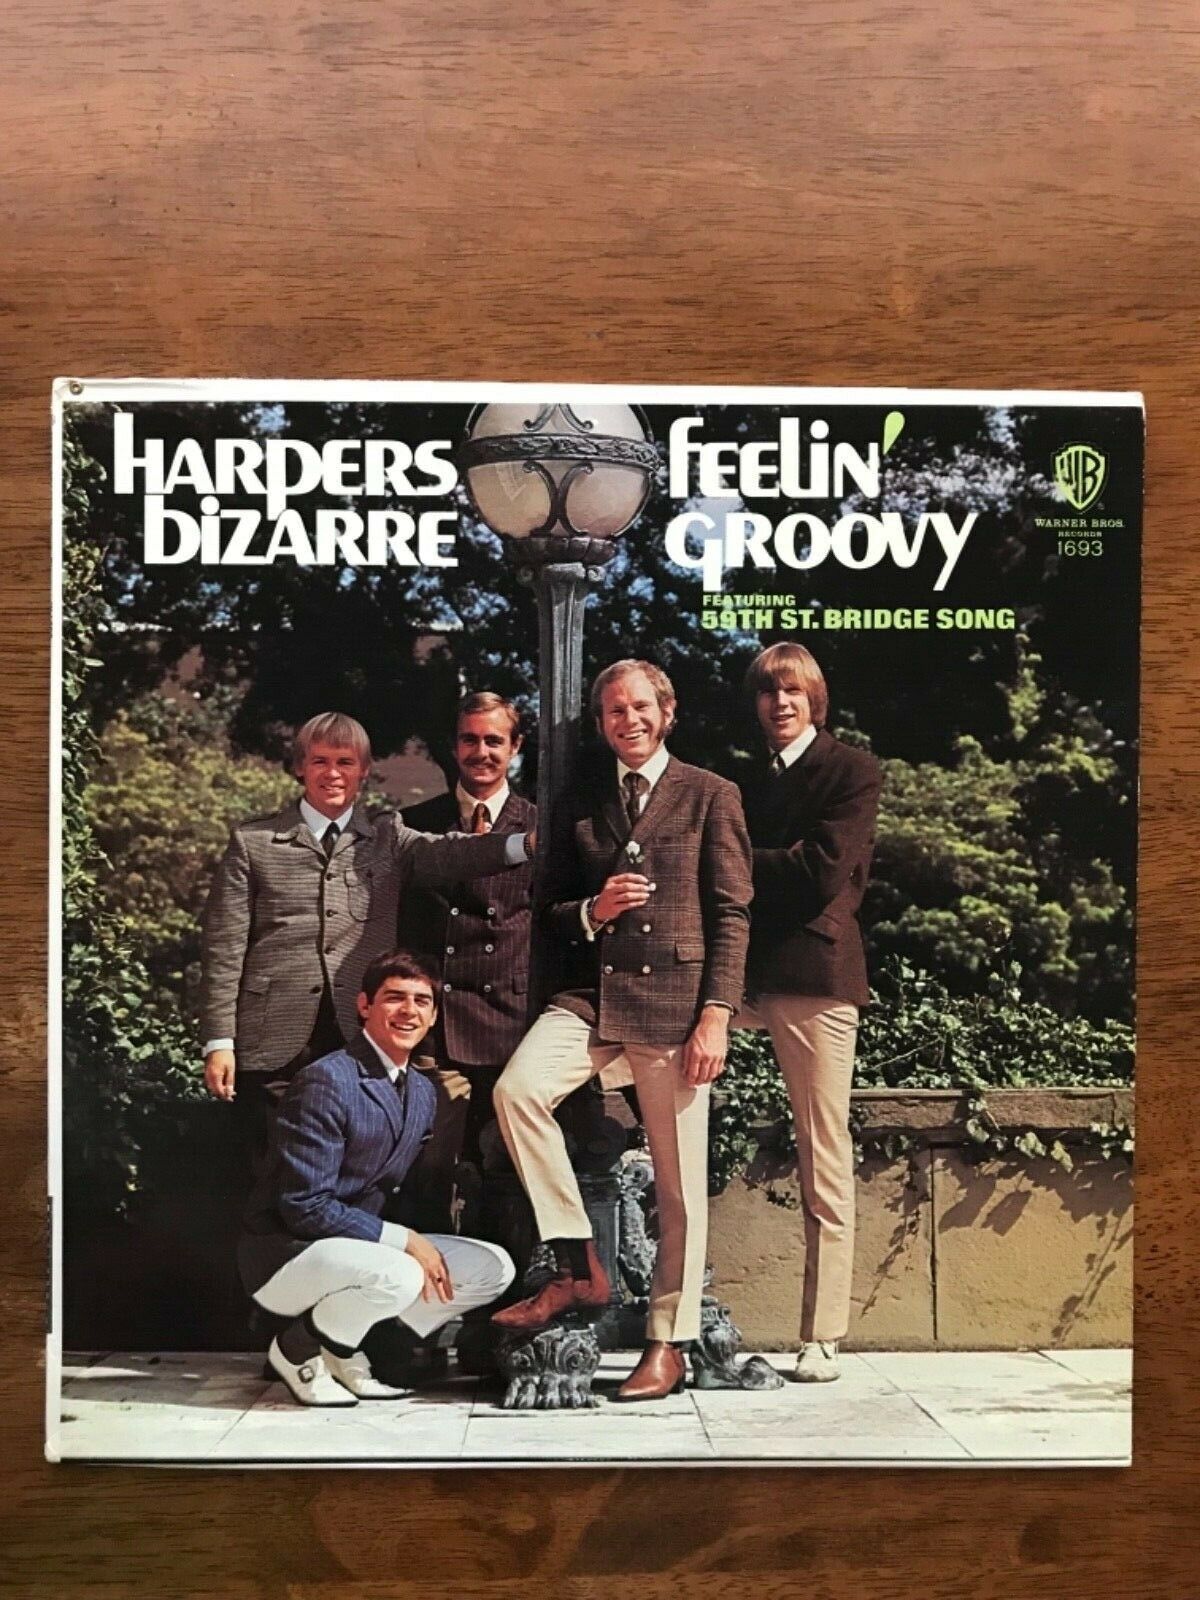 HARPERS
BIZARRE
FEELIN'
GROOVY
FEATURING
59TH ST. BRIDGE SONG
WB
WARNER BROS.
RECORDS
1693